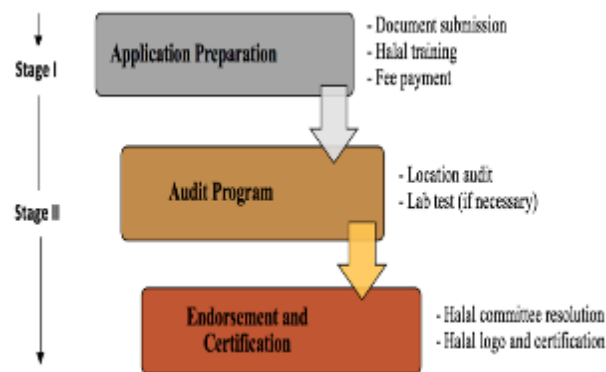 Stage I
Application Preparation
- Document submission
- Halal training
- Fee payment
Stage II
Audit Program
- Location audit
- Lab test (if necessary)
Endorsement and
Certification
- Halal committee resolution
- Halal logo and certification